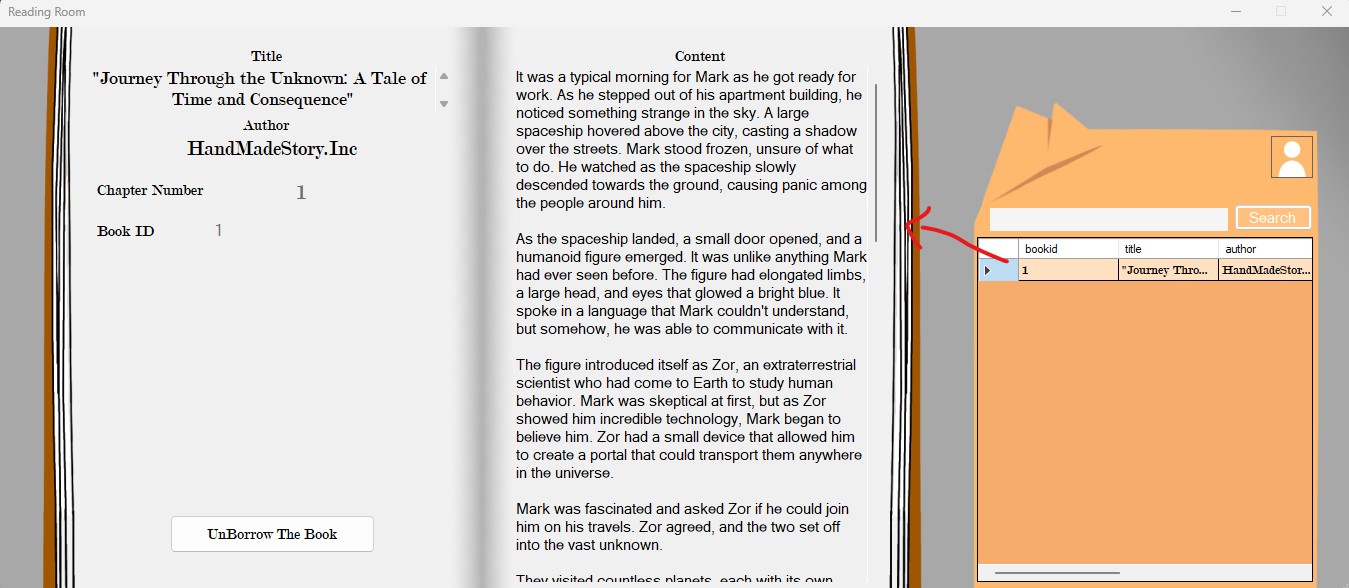 Reading Room
Title
"Journey Through the Unknown: A Tale of
Time and Consequence"
Author
HandMadeStory.Inc
Chapter Number 1
Book ID 1
UnBorrow The Book
Content
It was a typical morning for Mark as he got ready for
work. As he stepped out of his apartment building, he
noticed something strange in the sky. A large
spaceship hovered above the city, casting a shadow
over the streets. Mark stood frozen, unsure of what
to do. He watched as the spaceship slowly
descended towards the ground, causing panic among
the people around him.
As the spaceship landed, a small door opened, and a
humanoid figure emerged. It was unlike anything Mark
had ever seen before. The figure had elongated limbs,
a large head, and eyes that glowed a bright blue. It
spoke in a language that Mark couldn't understand,
but somehow, he was able to communicate with it.
The figure introduced itself as Zor, an extraterrestrial
scientist who had come to Earth to study human
behavior. Mark was skeptical at first, but as Zor
showed him incredible technology, Mark began to
believe him. Zor had a small device that allowed him
to create a portal that could transport them anywhere
in the universe.
Mark was fascinated and asked Zor if he could join
him on his travels. Zor agreed, and the two set off
into the vast unknown.
They visited countless planets, each with its own
Search
bookid title author
1 "Journey Thro... HandMadeStor...